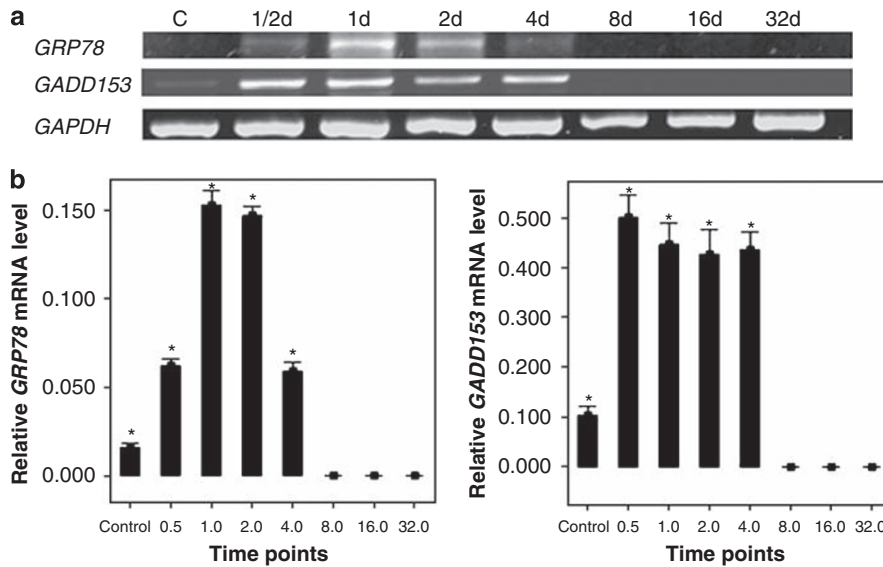 a
C 1/2d 1d 2d 4d 8d 16d 32d
GRP78
GADD153
GAPDH
b
Relative GRP78 mRNA level
0.150
0.100
0.050
0.000
* * * * *
Control 0.5 1.0 2.0 4.0 8.0 16.0 32.0
Time points
Relative GADD153 mRNA level
0.500
0.400
0.300
0.200
0.100
0.000
* * * * *
Control 0.5 1.0 2.0 4.0 8.0 16.0 32.0
Time points